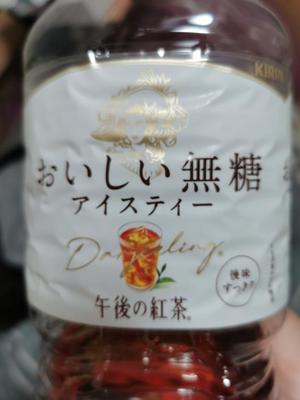 KIRIN
おいしい無糖
アイスティー
Darjeeling
後味
すっきり
午後の紅茶